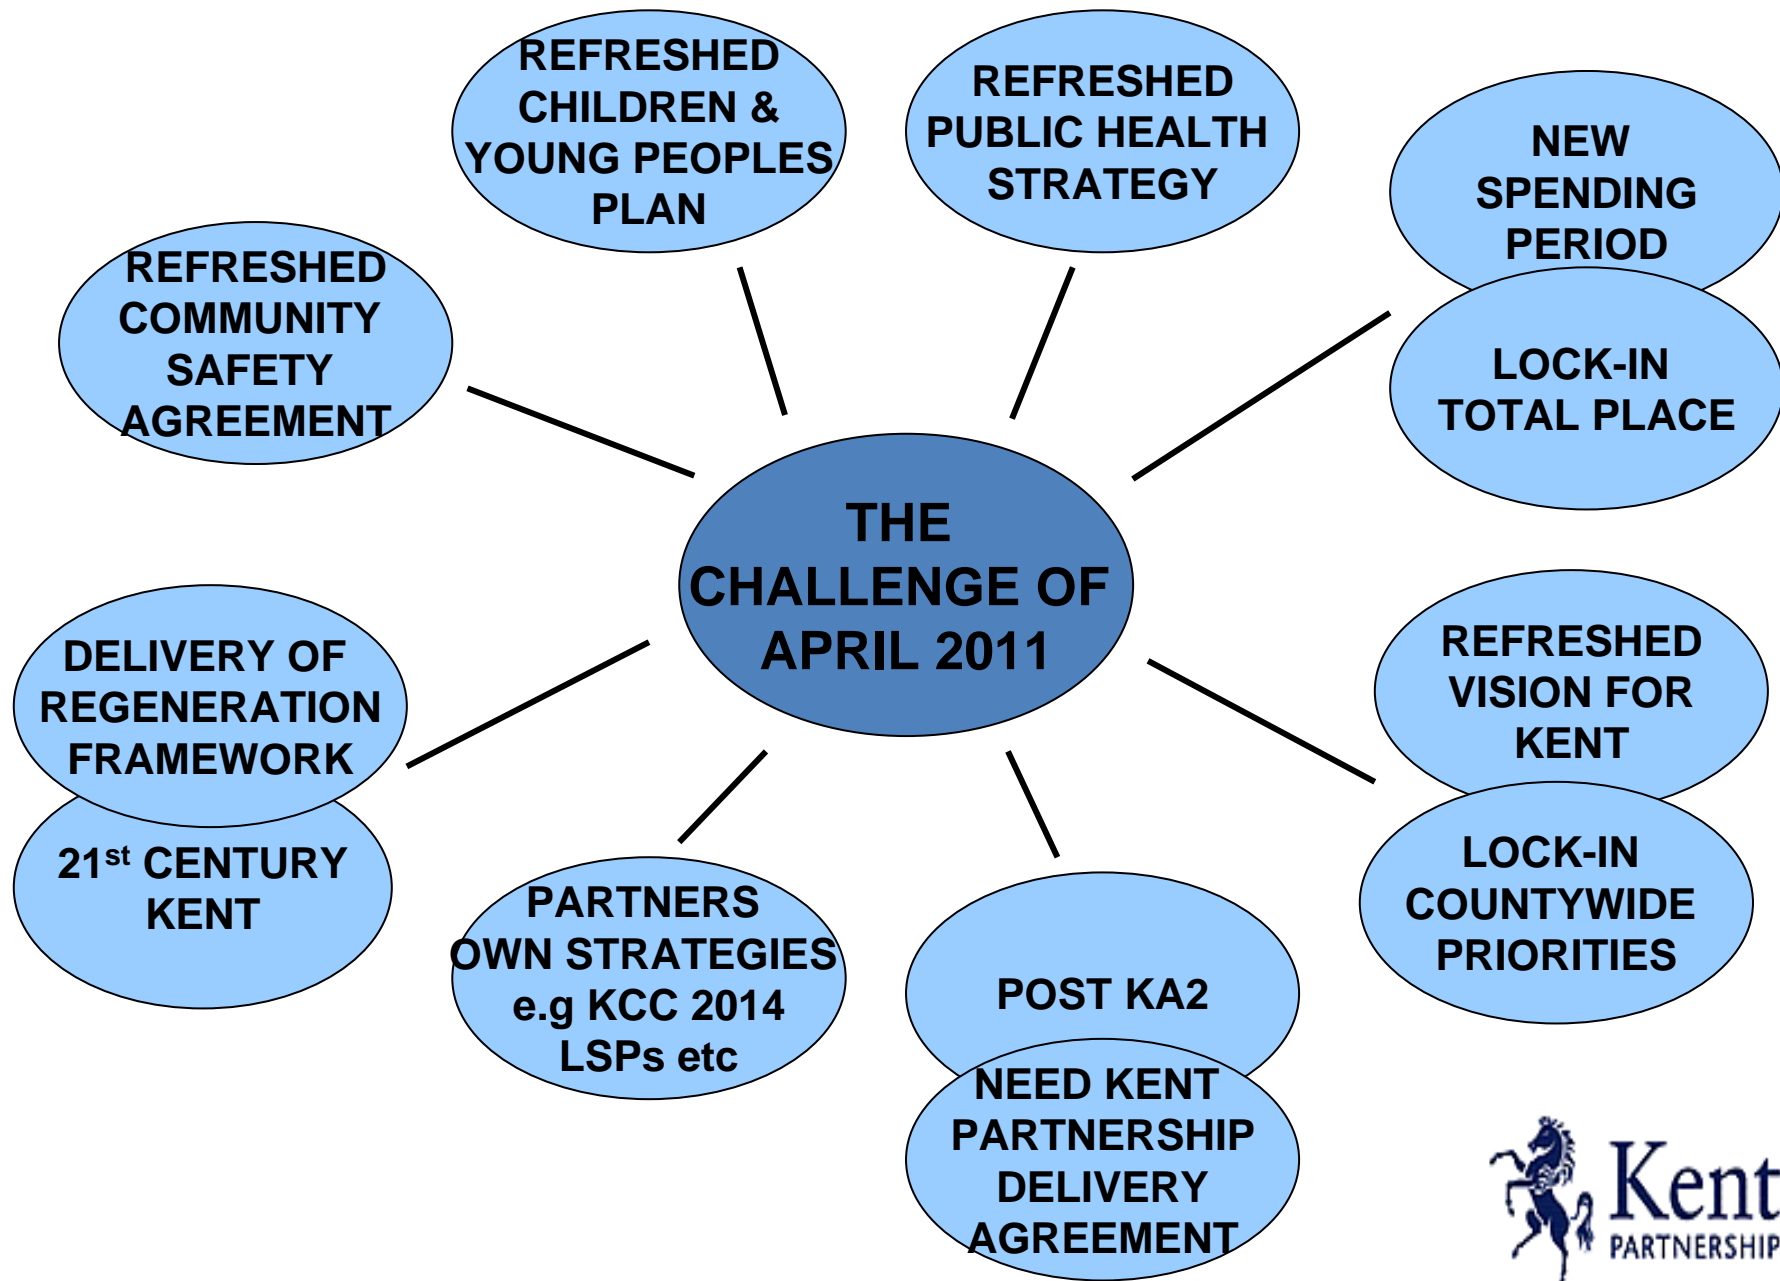 REFRESHED
CHILDREN &
YOUNG PEOPLES
PLAN
REFRESHED
PUBLIC HEALTH
STRATEGY
NEW
SPENDING
PERIOD
LOCK-IN
TOTAL PLACE
REFRESHED
COMMUNITY
SAFETY
AGREEMENT
THE
CHALLENGE OF
APRIL 2011
DELIVERY OF
REGENERATION
FRAMEWORK
21st CENTURY
KENT
REFRESHED
VISION FOR
KENT
LOCK-IN
COUNTYWIDE
PRIORITIES
PARTNERS
OWN STRATEGIES
e.g KCC 2014
LSPs etc
POST KA2
NEED KENT
PARTNERSHIP
DELIVERY
AGREEMENT
Kent
PARTNERSHIP